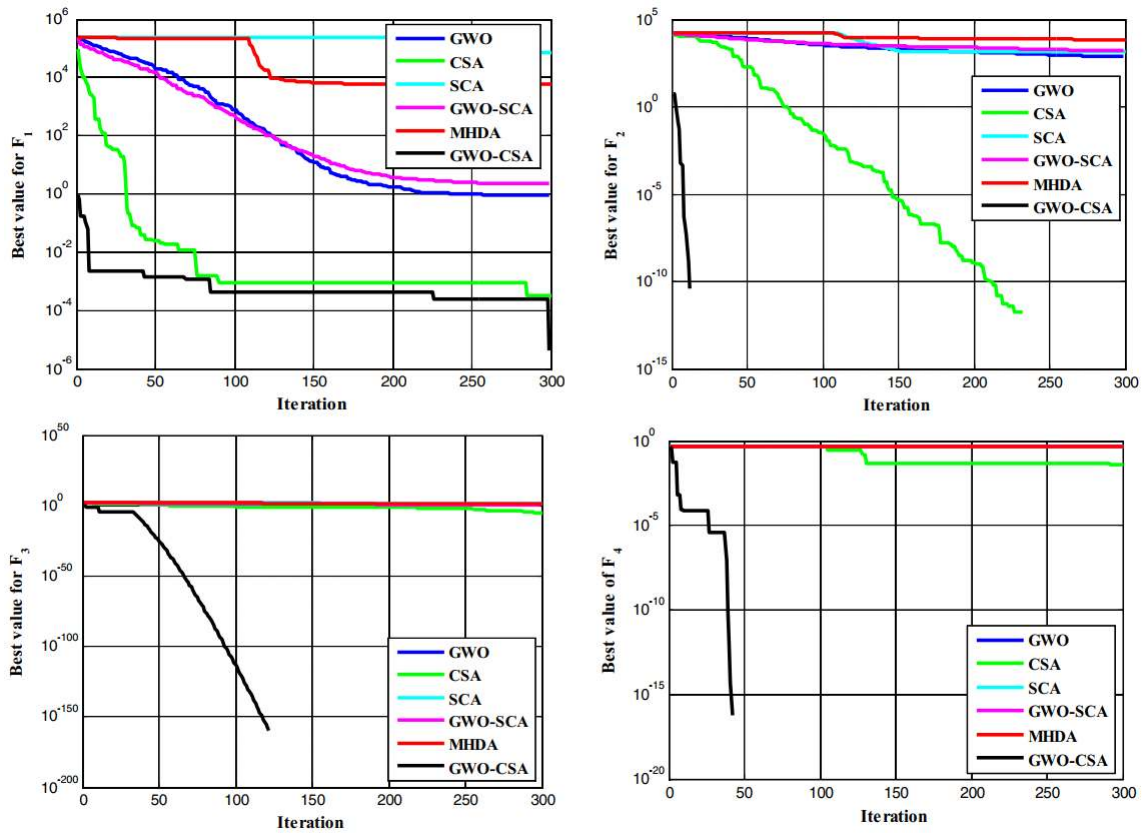 10^6
10^4
10^2
10^0
10^-2
10^-4
10^-6
Best value for F_1
0 50 100 150 200 250 300
Iteration
GWO
CSA
SCA
GWO-SCA
MHDA
GWO-CSA
10^5
10^0
10^-5
10^-10
10^-15
Best value for F_2
0 50 100 150 200 250 300
Iteration
GWO
CSA
SCA
GWO-SCA
MHDA
GWO-CSA
10^50
10^0
10^-50
10^-100
10^-150
10^-200
Best value for F_3
0 50 100 150 200 250 300
Iteration
GWO
CSA
SCA
GWO-SCA
MHDA
GWO-CSA
10^0
10^-5
10^-10
10^-15
10^-20
Best value of F_4
0 50 100 150 200 250 300
Iteration
GWO
CSA
SCA
GWO-SCA
MHDA
GWO-CSA